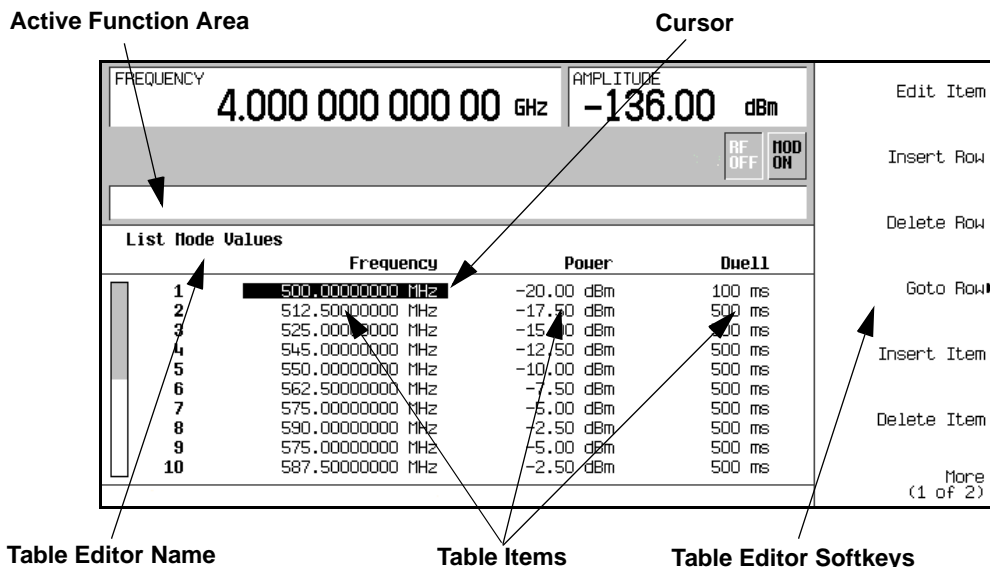 Active Function Area
Cursor
FREQUENCY
4.000 000 000 00 GHz
AMPLITUDE
-136.00 dBm
RF OFF
MOD ON
List Mode Values
Frequency Power Dwell
1 500.00000000 MHz -20.00 dBm 100 ms
2 512.50000000 MHz -17.50 dBm 500 ms
3 525.00000000 MHz -15.00 dBm 500 ms
4 545.00000000 MHz -12.50 dBm 500 ms
5 550.00000000 MHz -10.00 dBm 500 ms
6 562.50000000 MHz -7.50 dBm 500 ms
7 575.00000000 MHz -5.00 dBm 500 ms
8 590.00000000 MHz -2.50 dBm 500 ms
9 575.00000000 MHz -5.00 dBm 500 ms
10 587.50000000 MHz -2.50 dBm 500 ms
Edit Item
Insert Row
Delete Row
Goto Row
Insert Item
Delete Item
More
(1 of 2)
Table Editor Name
Table Items
Table Editor Softkeys